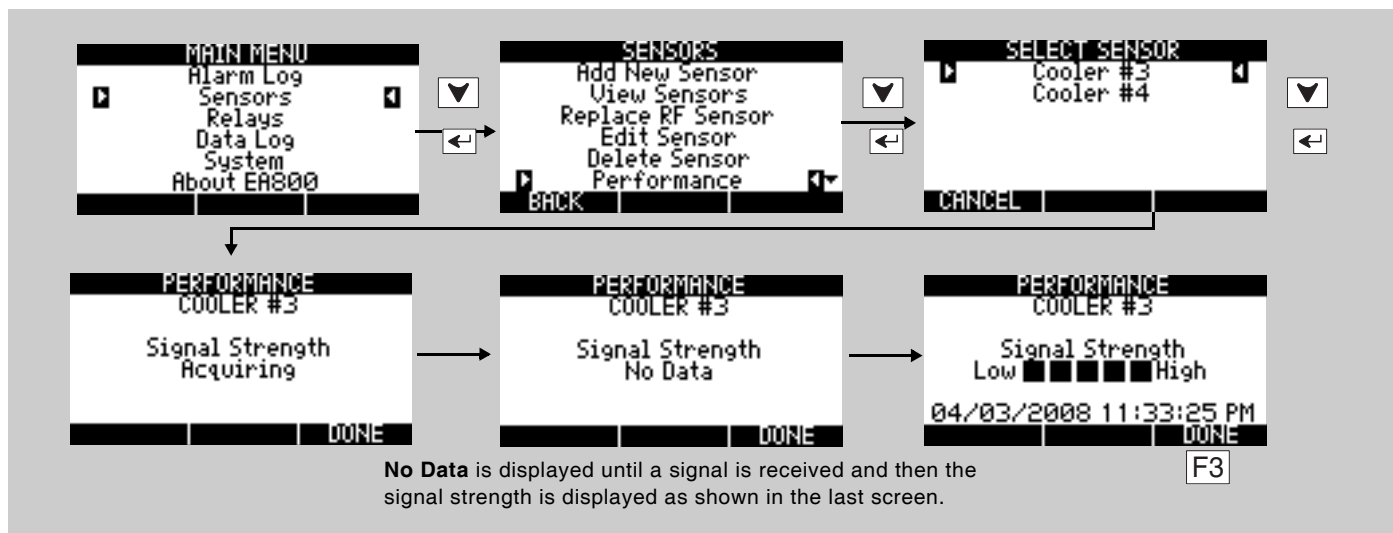 MAIN MENU
Alarm Log
Sensors
Relays
Data Log
System
About EA800
SENSORS
Add New Sensor
View Sensors
Replace RF Sensor
Edit Sensor
Delete Sensor
Performance
BACK
SELECT SENSOR
Cooler #3
Cooler #4
CANCEL
PERFORMANCE
COOLER #3
Signal Strength
Acquiring
DONE
PERFORMANCE
COOLER #3
Signal Strength
No Data
DONE
PERFORMANCE
COOLER #3
Signal Strength
Low High
04/03/2008 11:33:25 PM
DONE
F3
No Data is displayed until a signal is received and then the
signal strength is displayed as shown in the last screen.